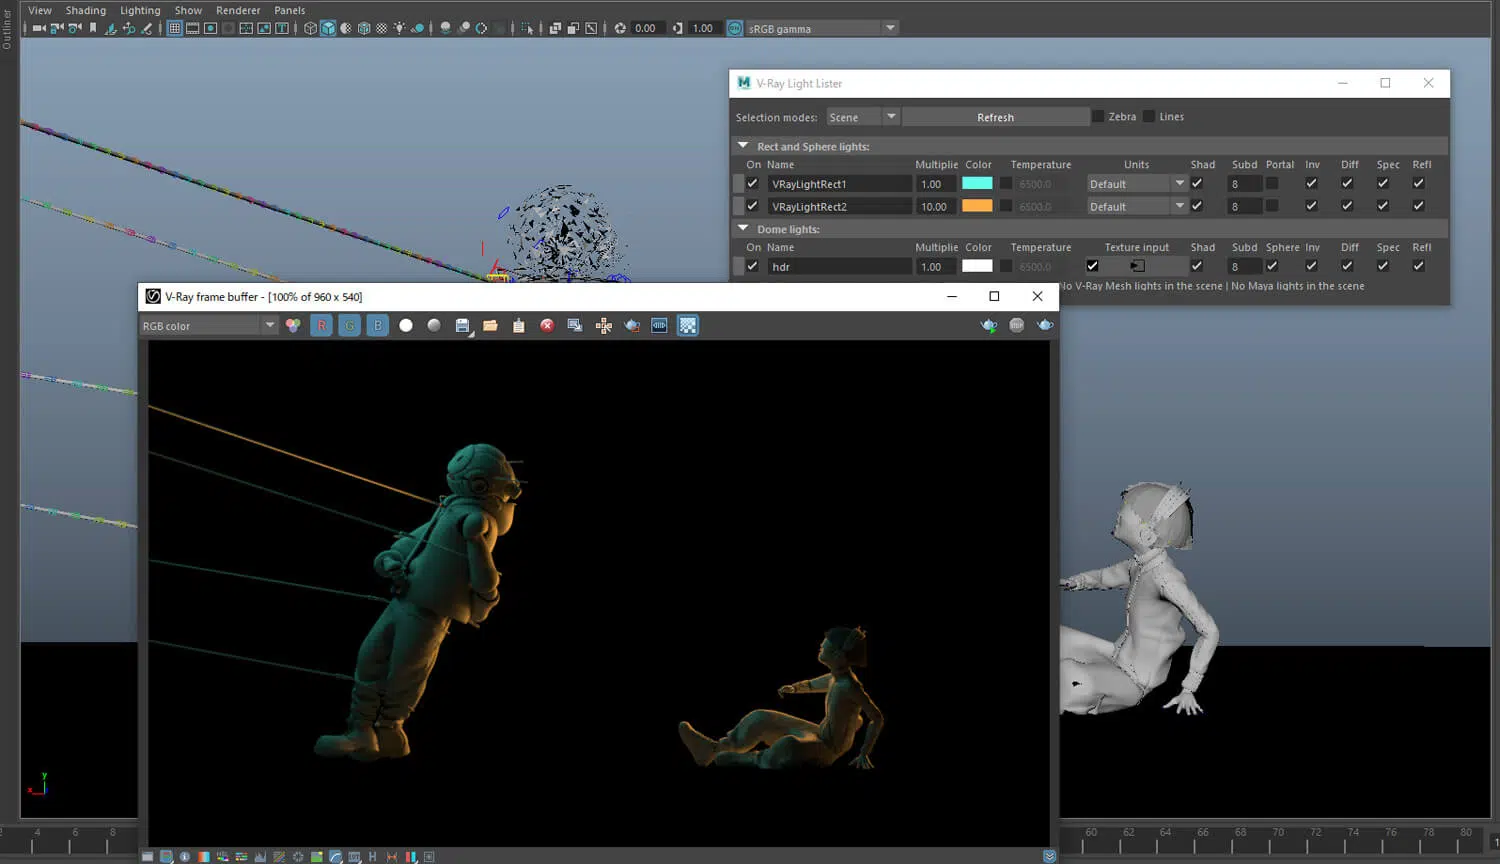 View Shading Lighting Show Renderer Panels
Outliner
0.00 1.00 sRGB gamma
V-Ray Light Lister
Selection modes: Scene Refresh Zebra Lines
Rect and Sphere lights:
On Name Multiplie Color Temperature Units Shad Subd Portal Inv Diff Spec Refl
VRayLightRect1 1.00 6500.0 Default 8
VRayLightRect2 10.00 6500.0 Default 8
Dome lights:
On Name Multiplie Color Temperature Texture input Shad Subd Sphere Inv Diff Spec Refl
hdr 1.00 6500.0 8
No V-Ray Mesh lights in the scene | No Maya lights in the scene
V-Ray frame buffer - [100% of 960 x 540]
RGB color R G B
y
x
2 4 6 8 60 62 64 66 68 70 72 74 76 78 80
1
H